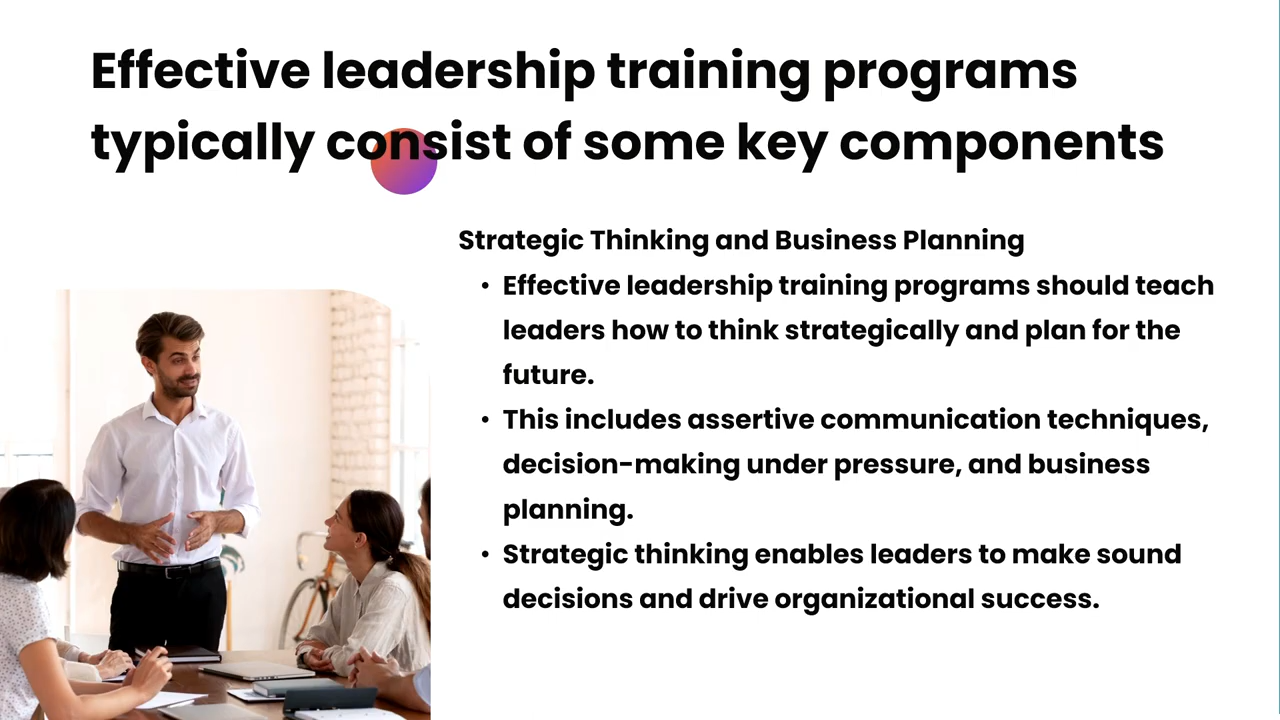 Effective leadership training programs
typically consist of some key components
Strategic Thinking and Business Planning
• Effective leadership training programs should teach
leaders how to think strategically and plan for the
future.
• This includes assertive communication techniques,
decision-making under pressure, and business
planning.
• Strategic thinking enables leaders to make sound
decisions and drive organizational success.